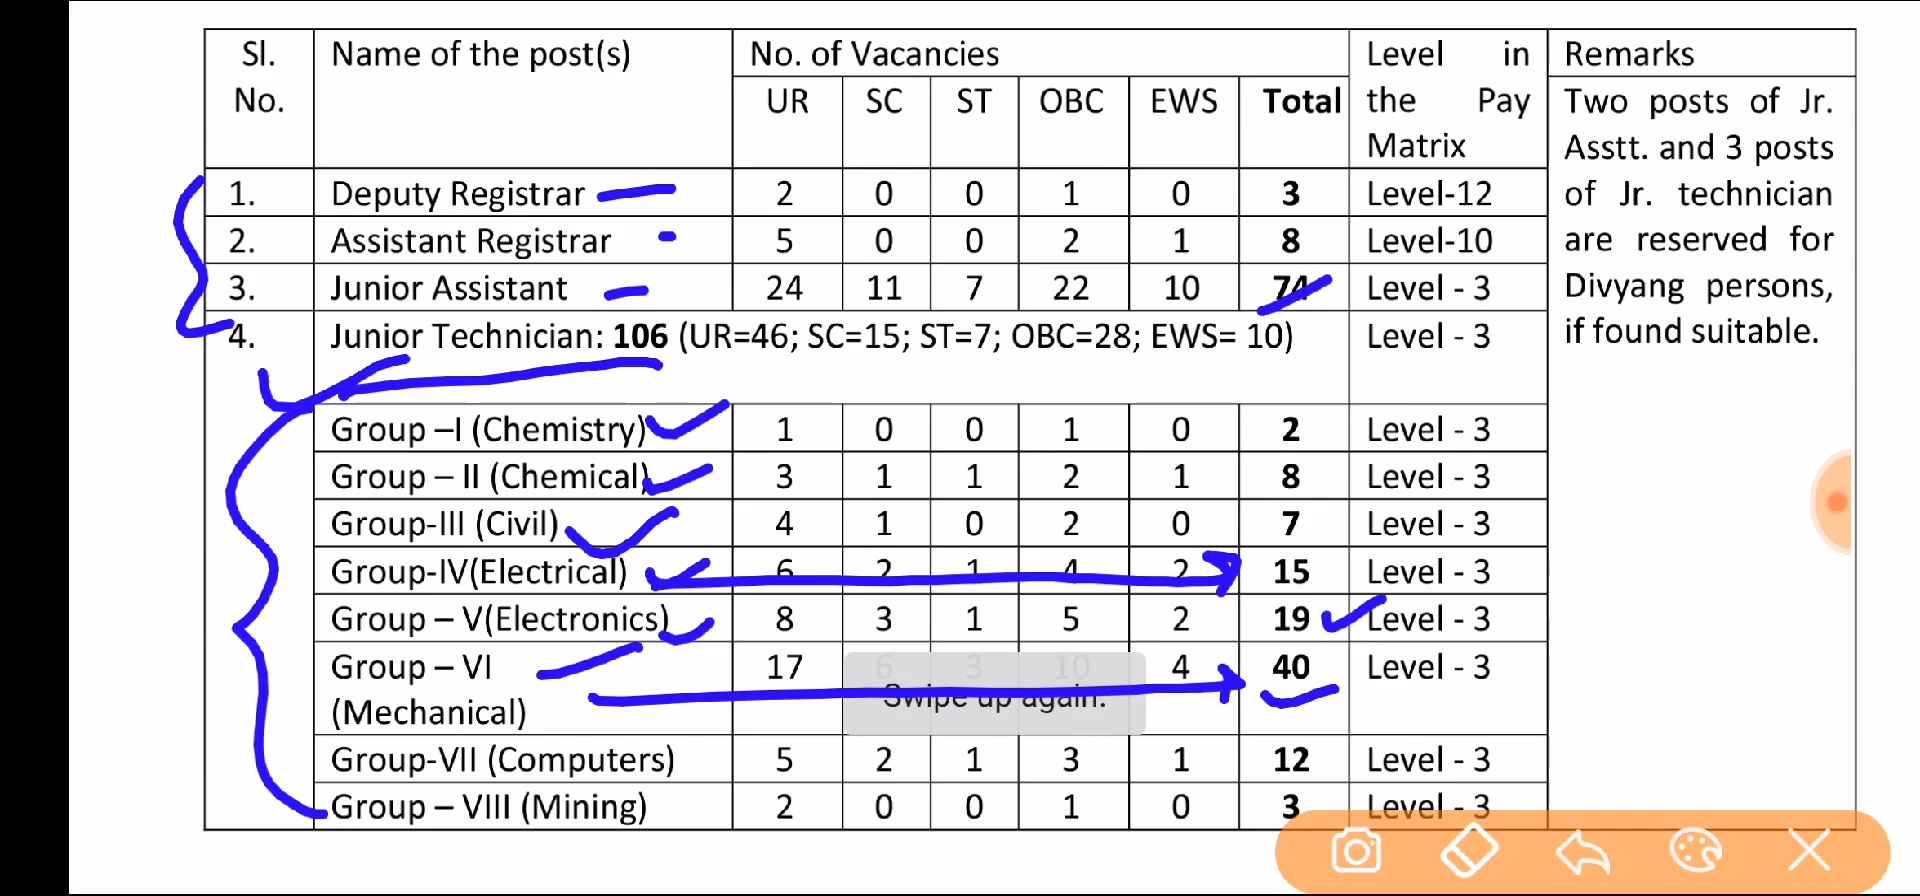 Sl. No. Name of the post(s) No. of Vacancies Level in the Pay Matrix Remarks
UR SC ST OBC EWS Total
1. Deputy Registrar 2 0 0 1 0 3 Level-12
2. Assistant Registrar 5 0 0 2 1 8 Level-10
3. Junior Assistant 24 11 7 22 10 74 Level - 3
4. Junior Technician: 106 (UR=46; SC=15; ST=7; OBC=28; EWS= 10) Level - 3
Group –I (Chemistry) 1 0 0 1 0 2 Level - 3
Group – II (Chemical) 3 1 1 2 1 8 Level - 3
Group-III (Civil) 4 1 0 2 0 7 Level - 3
Group-IV(Electrical) 6 2 1 4 2 15 Level - 3
Group – V(Electronics) 8 3 1 5 2 19 Level - 3
Group – VI (Mechanical) 17 6 3 10 4 40 Level - 3
Group-VII (Computers) 5 2 1 3 1 12 Level - 3
Group – VIII (Mining) 2 0 0 1 0 3 Level - 3
Two posts of Jr.
Asstt. and 3 posts
of Jr. technician
are reserved for
Divyang persons,
if found suitable.
Swipe up again.